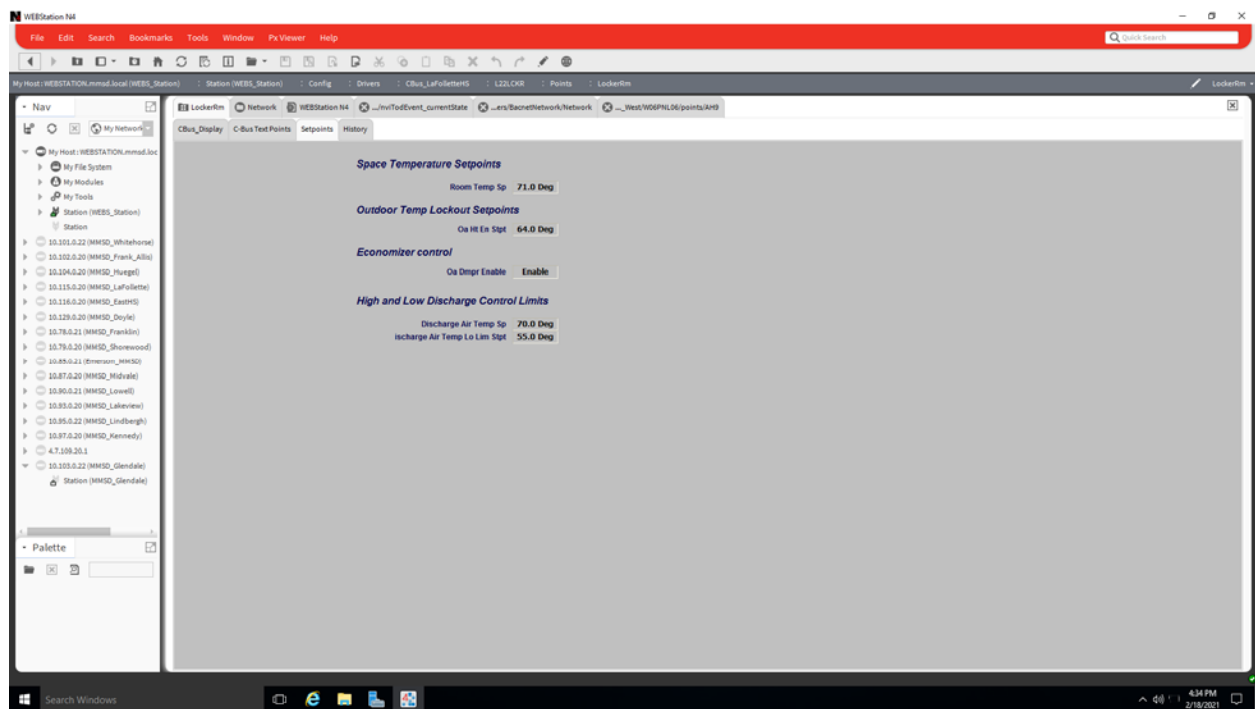 WEBStation N4
File Edit Search Bookmarks Tools Window Px Viewer Help
Quick Search
My Host : WEBSTATION.mmsd.local (WEBS_Station) : Station (WEBS_Station) : Config : Drivers : CBus_LaFolletteHS : L22LCKR : Points : LockerRm
LockerRm
Nav
My Network
My Host : WEBSTATION.mmsd.loc
My File System
My Modules
My Tools
Station (WEBS_Station)
Station
10.101.0.22 (MMSD_Whitehorse)
10.102.0.20 (MMSD_Frank_Allis)
10.104.0.20 (MMSD_Huegel)
10.115.0.20 (MMSD_LaFollette)
10.116.0.20 (MMSD_EastHS)
10.129.0.20 (MMSD_Doyle)
10.78.0.21 (MMSD_Franklin)
10.79.0.20 (MMSD_Shorewood)
10.85.0.21 (Emerson_MMSD)
10.87.0.20 (MMSD_Midvale)
10.90.0.21 (MMSD_Lowell)
10.93.0.20 (MMSD_Lakeview)
10.95.0.22 (MMSD_Lindbergh)
10.97.0.20 (MMSD_Kennedy)
4.7.109.20.1
10.103.0.22 (MMSD_Glendale)
Station (MMSD_Glendale)
Palette
LockerRm Network WEBStation N4 .../nviTodEvent_currentState ...ers/BacnetNetwork/Network ..._West/W06PNL06/points/AH9
CBus_Display C-Bus Text Points Setpoints History
Space Temperature Setpoints
Room Temp Sp 71.0 Deg
Outdoor Temp Lockout Setpoints
Oa Ht En Stpt 64.0 Deg
Economizer control
Oa Dmpr Enable Enable
High and Low Discharge Control Limits
Discharge Air Temp Sp 70.0 Deg
ischarge Air Temp Lo Lim Stpt 55.0 Deg
Search Windows
4:34 PM
2/18/2021